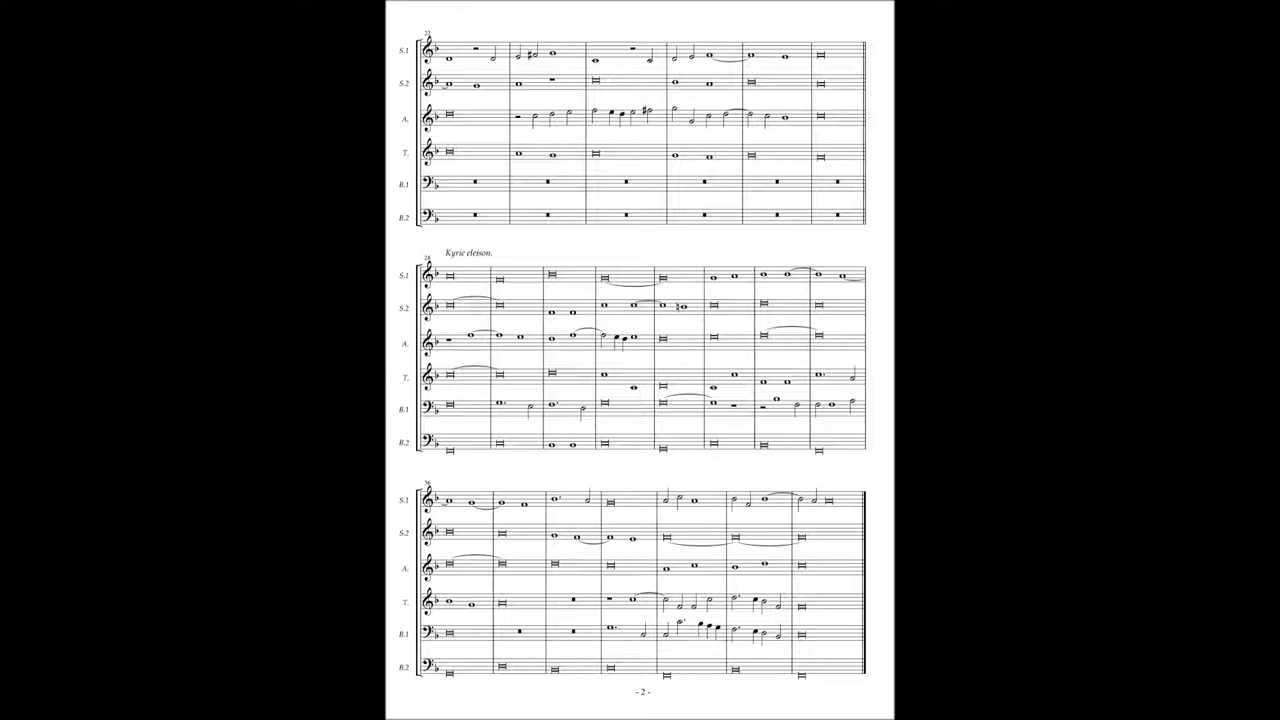 22
S.1
S.2
A.
T.
B.1
B.2
Kyrie eleison.
28
S.1
S.2
A.
T.
B.1
B.2
36
S.1
S.2
A.
T.
B.1
B.2
- 2 -